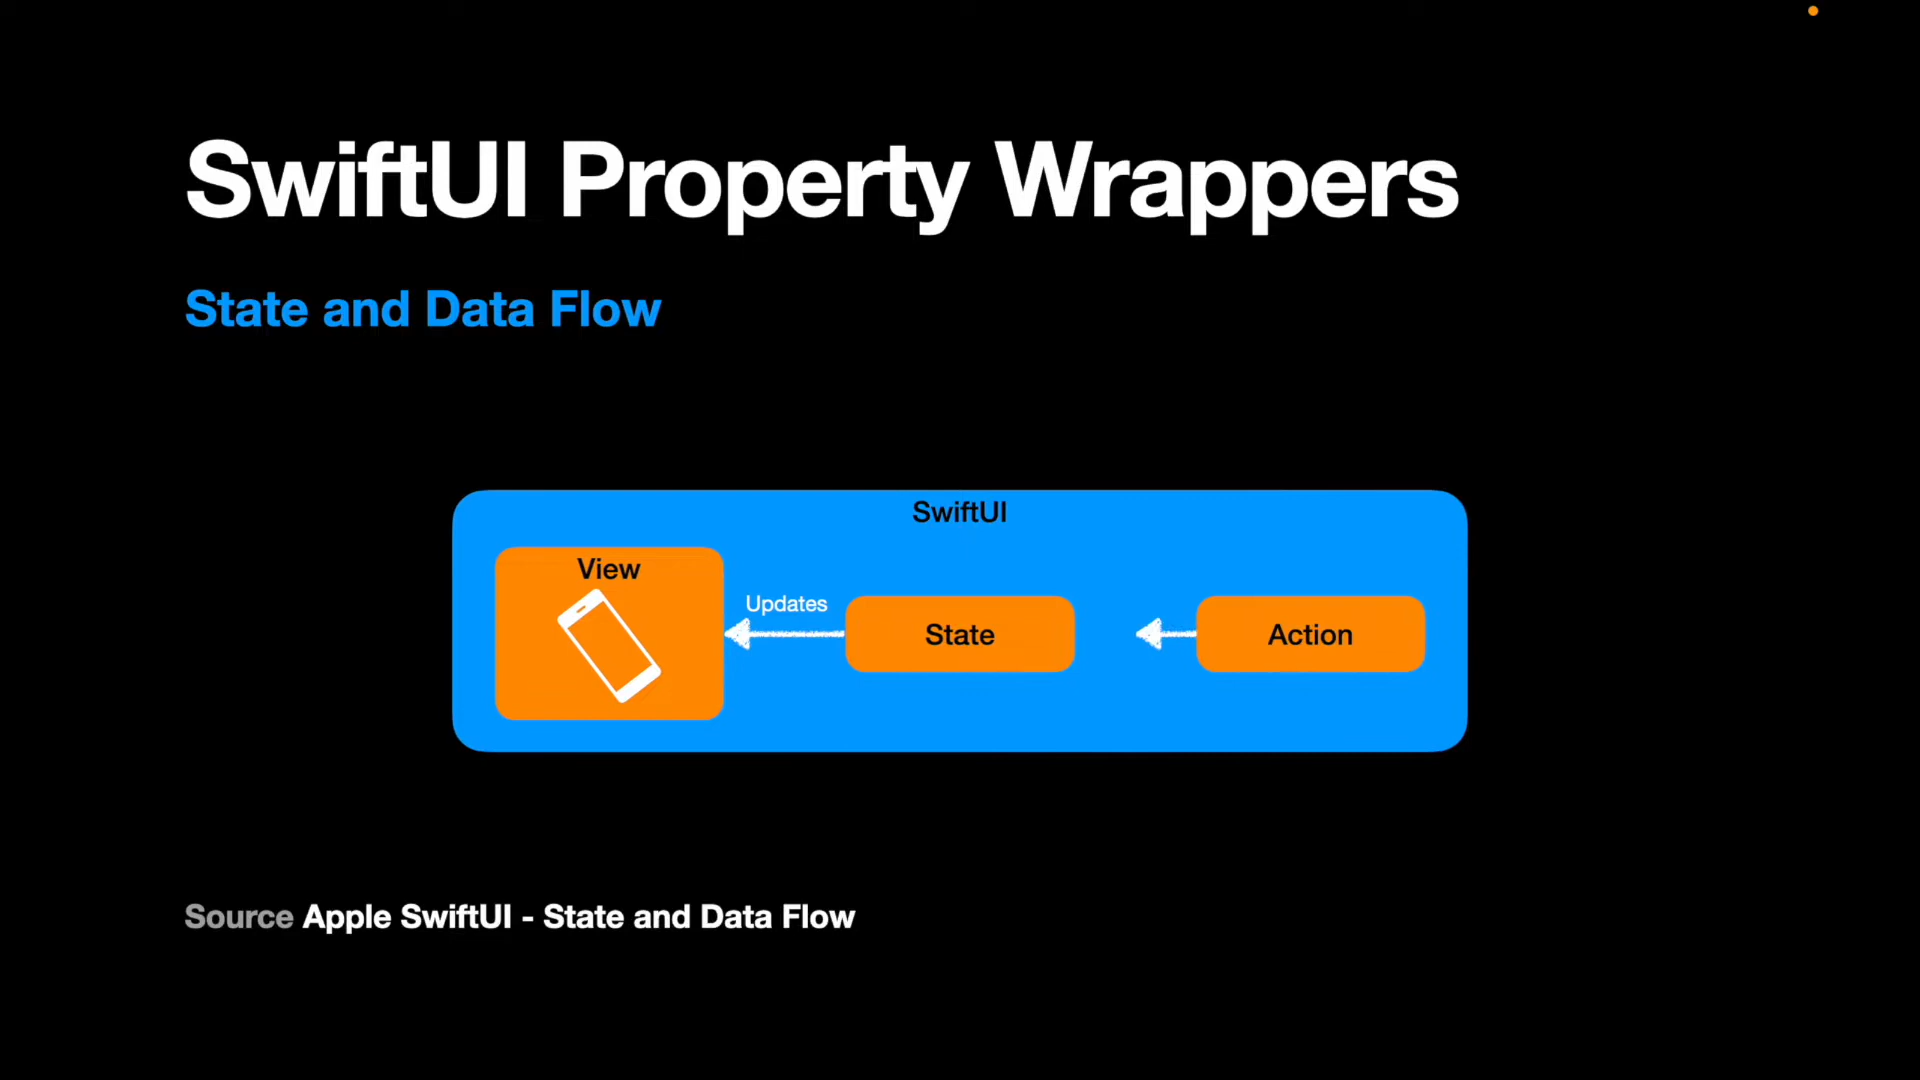 SwiftUI Property Wrappers
State and Data Flow
SwiftUI
View
Updates
State
Action
Source Apple SwiftUI - State and Data Flow